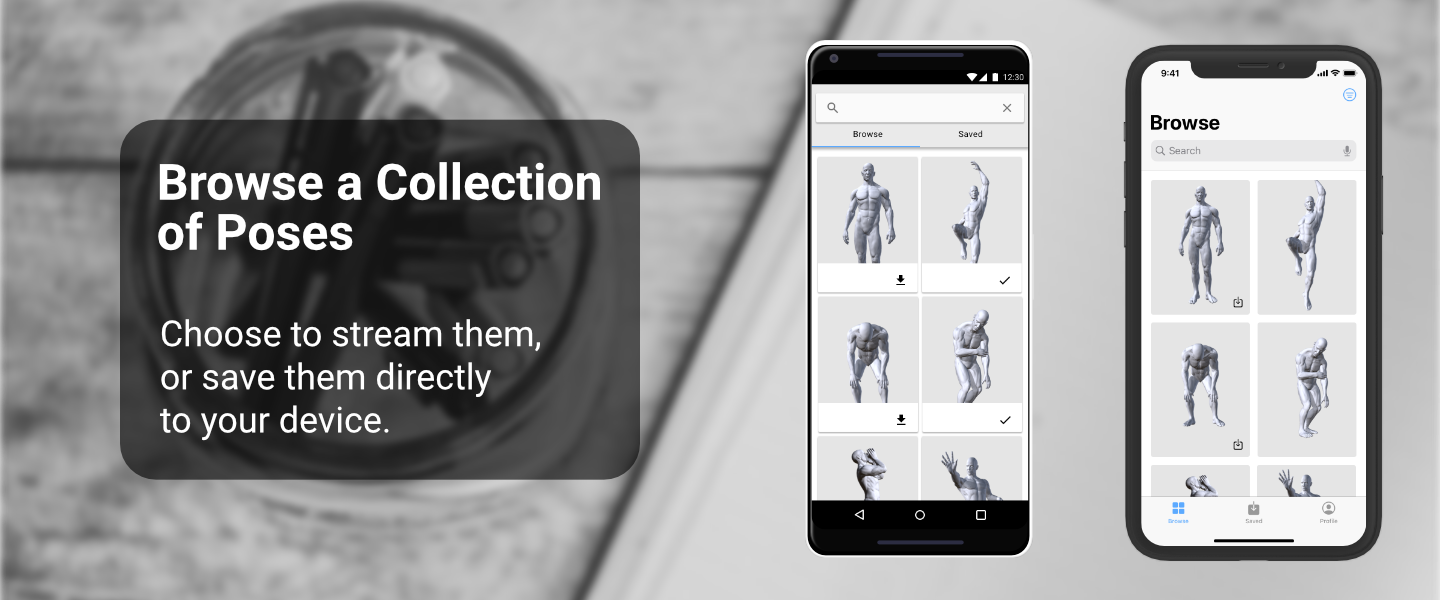 Browse a Collection
of Poses
Choose to stream them,
or save them directly
to your device.
12:30
Browse Saved
9:41
Browse
Search
Browse Saved Profile